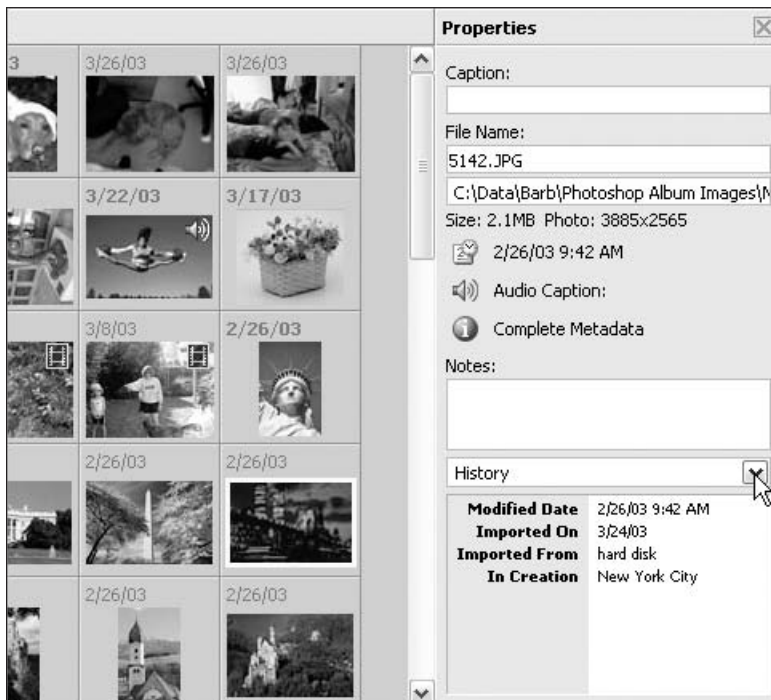 Properties
3
3/26/03
3/26/03
3/22/03
3/17/03
3/8/03
2/26/03
2/26/03
2/26/03
2/26/03
2/26/03
Caption:
File Name:
5142.JPG
C:\Data\Barb\Photoshop Album Images\
Size: 2.1MB Photo: 3885x2565
2/26/03 9:42 AM
Audio Caption:
Complete Metadata
Notes:
History
Modified Date 2/26/03 9:42 AM
Imported On 3/24/03
Imported From hard disk
In Creation New York City